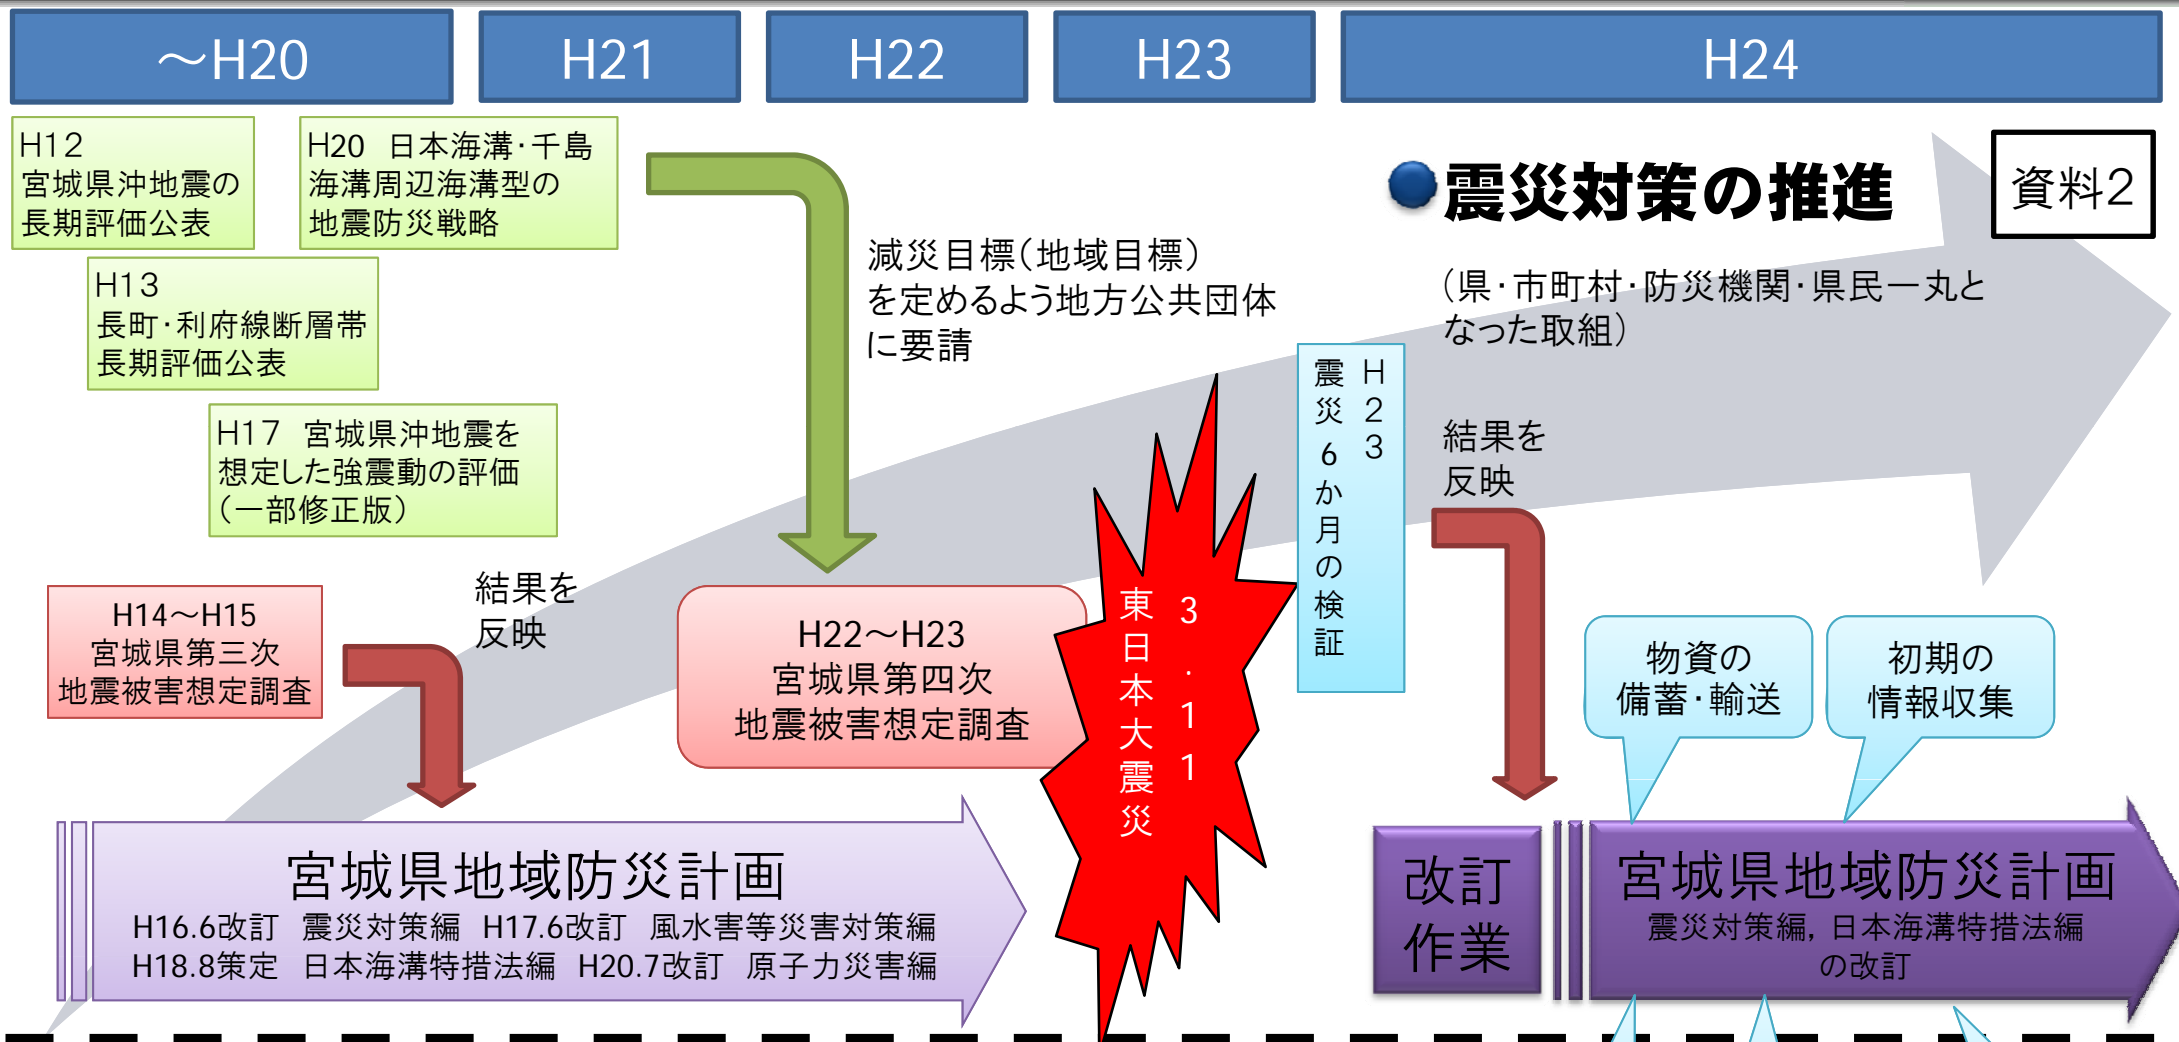 ～H20
H21
H22
H23
H24
H12
宮城県沖地震の
長期評価公表
H20　日本海溝・千島
海溝周辺海溝型の
地震防災戦略
H13
長町・利府線断層帯
長期評価公表
H17　宮城県沖地震を
想定した強震動の評価
（一部修正版）
減災目標（地域目標）
を定めるよう地方公共団体
に要請
震災対策の推進
資料2
（県・市町村・防災機関・県民一丸と
なった取組）
H14～H15
宮城県第三次
地震被害想定調査
結果を
反映
H22～H23
宮城県第四次
地震被害想定調査
3.11
東日本大震災
H23
震災6か月の検証
結果を
反映
物資の
備蓄・輸送
初期の
情報収集
宮城県地域防災計画
H16.6改訂　震災対策編　H17.6改訂　風水害等災害対策編
H18.8策定　日本海溝特措法編　H20.7改訂　原子力災害編
改訂
作業
宮城県地域防災計画
震災対策編，日本海溝特措法編
の改訂